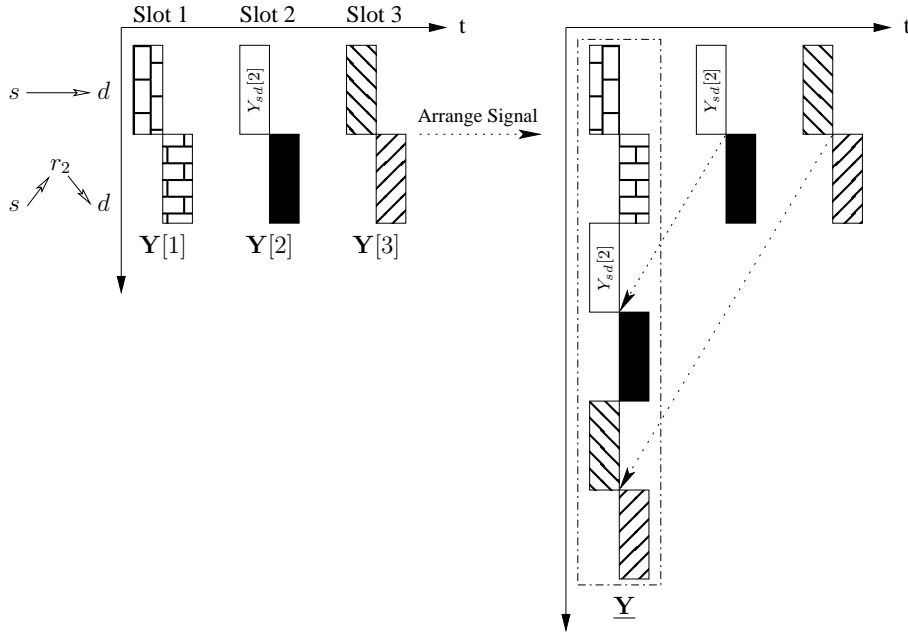 Slot 1 Slot 2 Slot 3 t
t
s d
Y_{sd}[2]
Y_{sd}[2]
Arrange Signal
r_2
s d
Y[1] Y[2] Y[3]
Y_{sd}[2]
Y